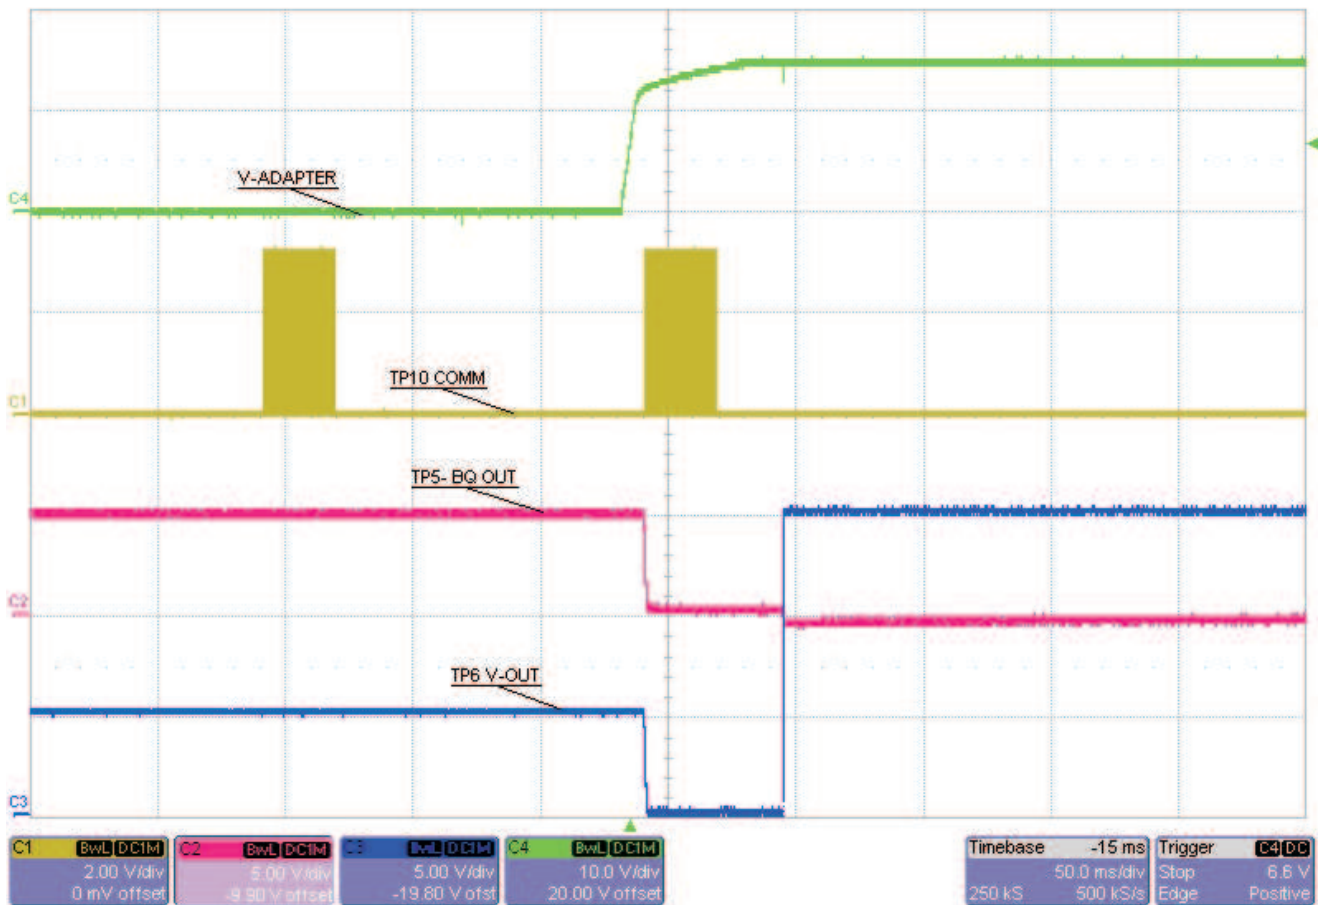 V-ADAPTER
C4
TP10 COMM
C1
TP5- BQ OUT
C2
TP6 V-OUT
C3
C1 BwL DC1M
2.00 V/div
0 mV offset
C2 BwL DC1M
5.00 V/div
-9.90 V offset
C3 BwL DC1M
5.00 V/div
-19.80 V ofst
C4 BwL DC1M
10.0 V/div
20.00 V offset
Timebase -15 ms
50.0 ms/div
250 kS 500 kS/s
Trigger C4 DC
Stop 6.6 V
Edge Positive